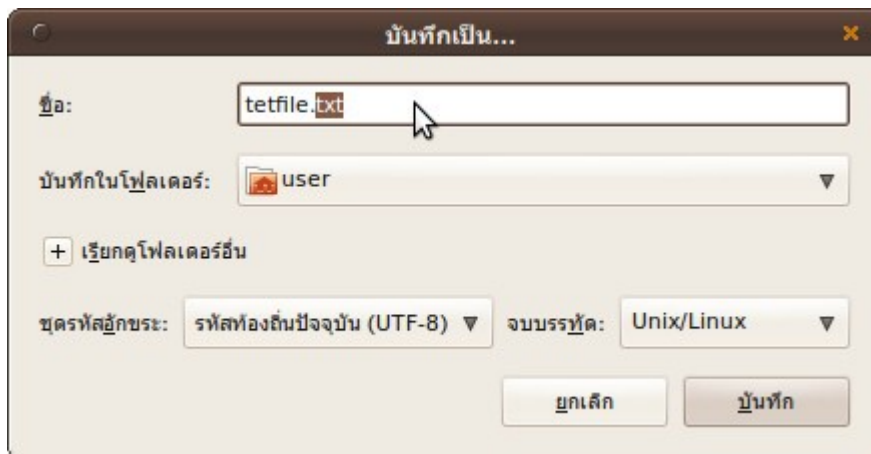 บันทึกเป็น...
ชื่อ: tetfile.txt
บันทึกในโฟลเดอร์: user
+ เรียกดูโฟลเดอร์อื่น
ชุดรหัสอักขระ: รหัสท้องถิ่นปัจจุบัน (UTF-8) จบบรรทัด: Unix/Linux
ยกเลิก บันทึก